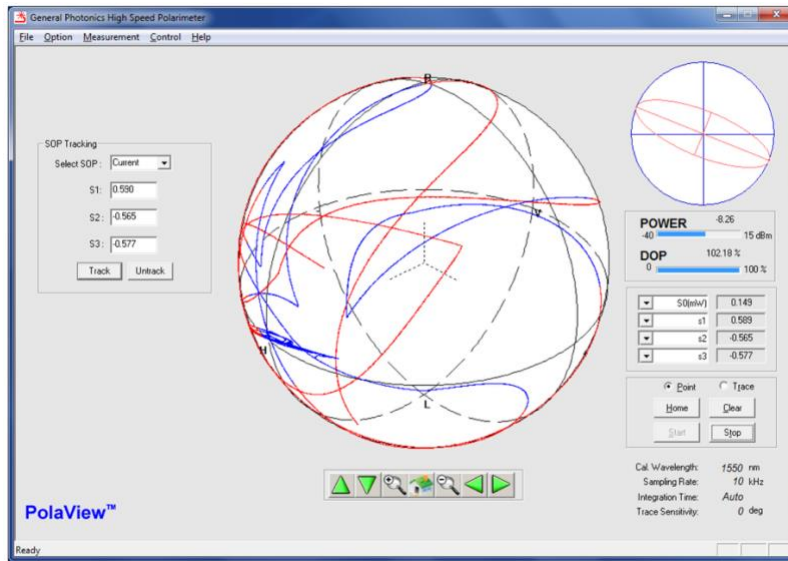 General Photonics High Speed Polarimeter
File Option Measurement Control Help
SOP Tracking
Select SOP : Current
S1: 0.590
S2 : -0.565
S3 : -0.577
Track Untrack
R
V
H
L
POWER -8.26
-40 15 dBm
DOP 102.18 %
0 100 %
S0(mW) 0.149
s1 0.589
s2 -0.565
s3 -0.577
Point Trace
Home Clear
Start Stop
Cal. Wavelength: 1550 nm
Sampling Rate: 10 kHz
Integration Time: Auto
Trace Sensitivity: 0 deg
PolaView™
Ready